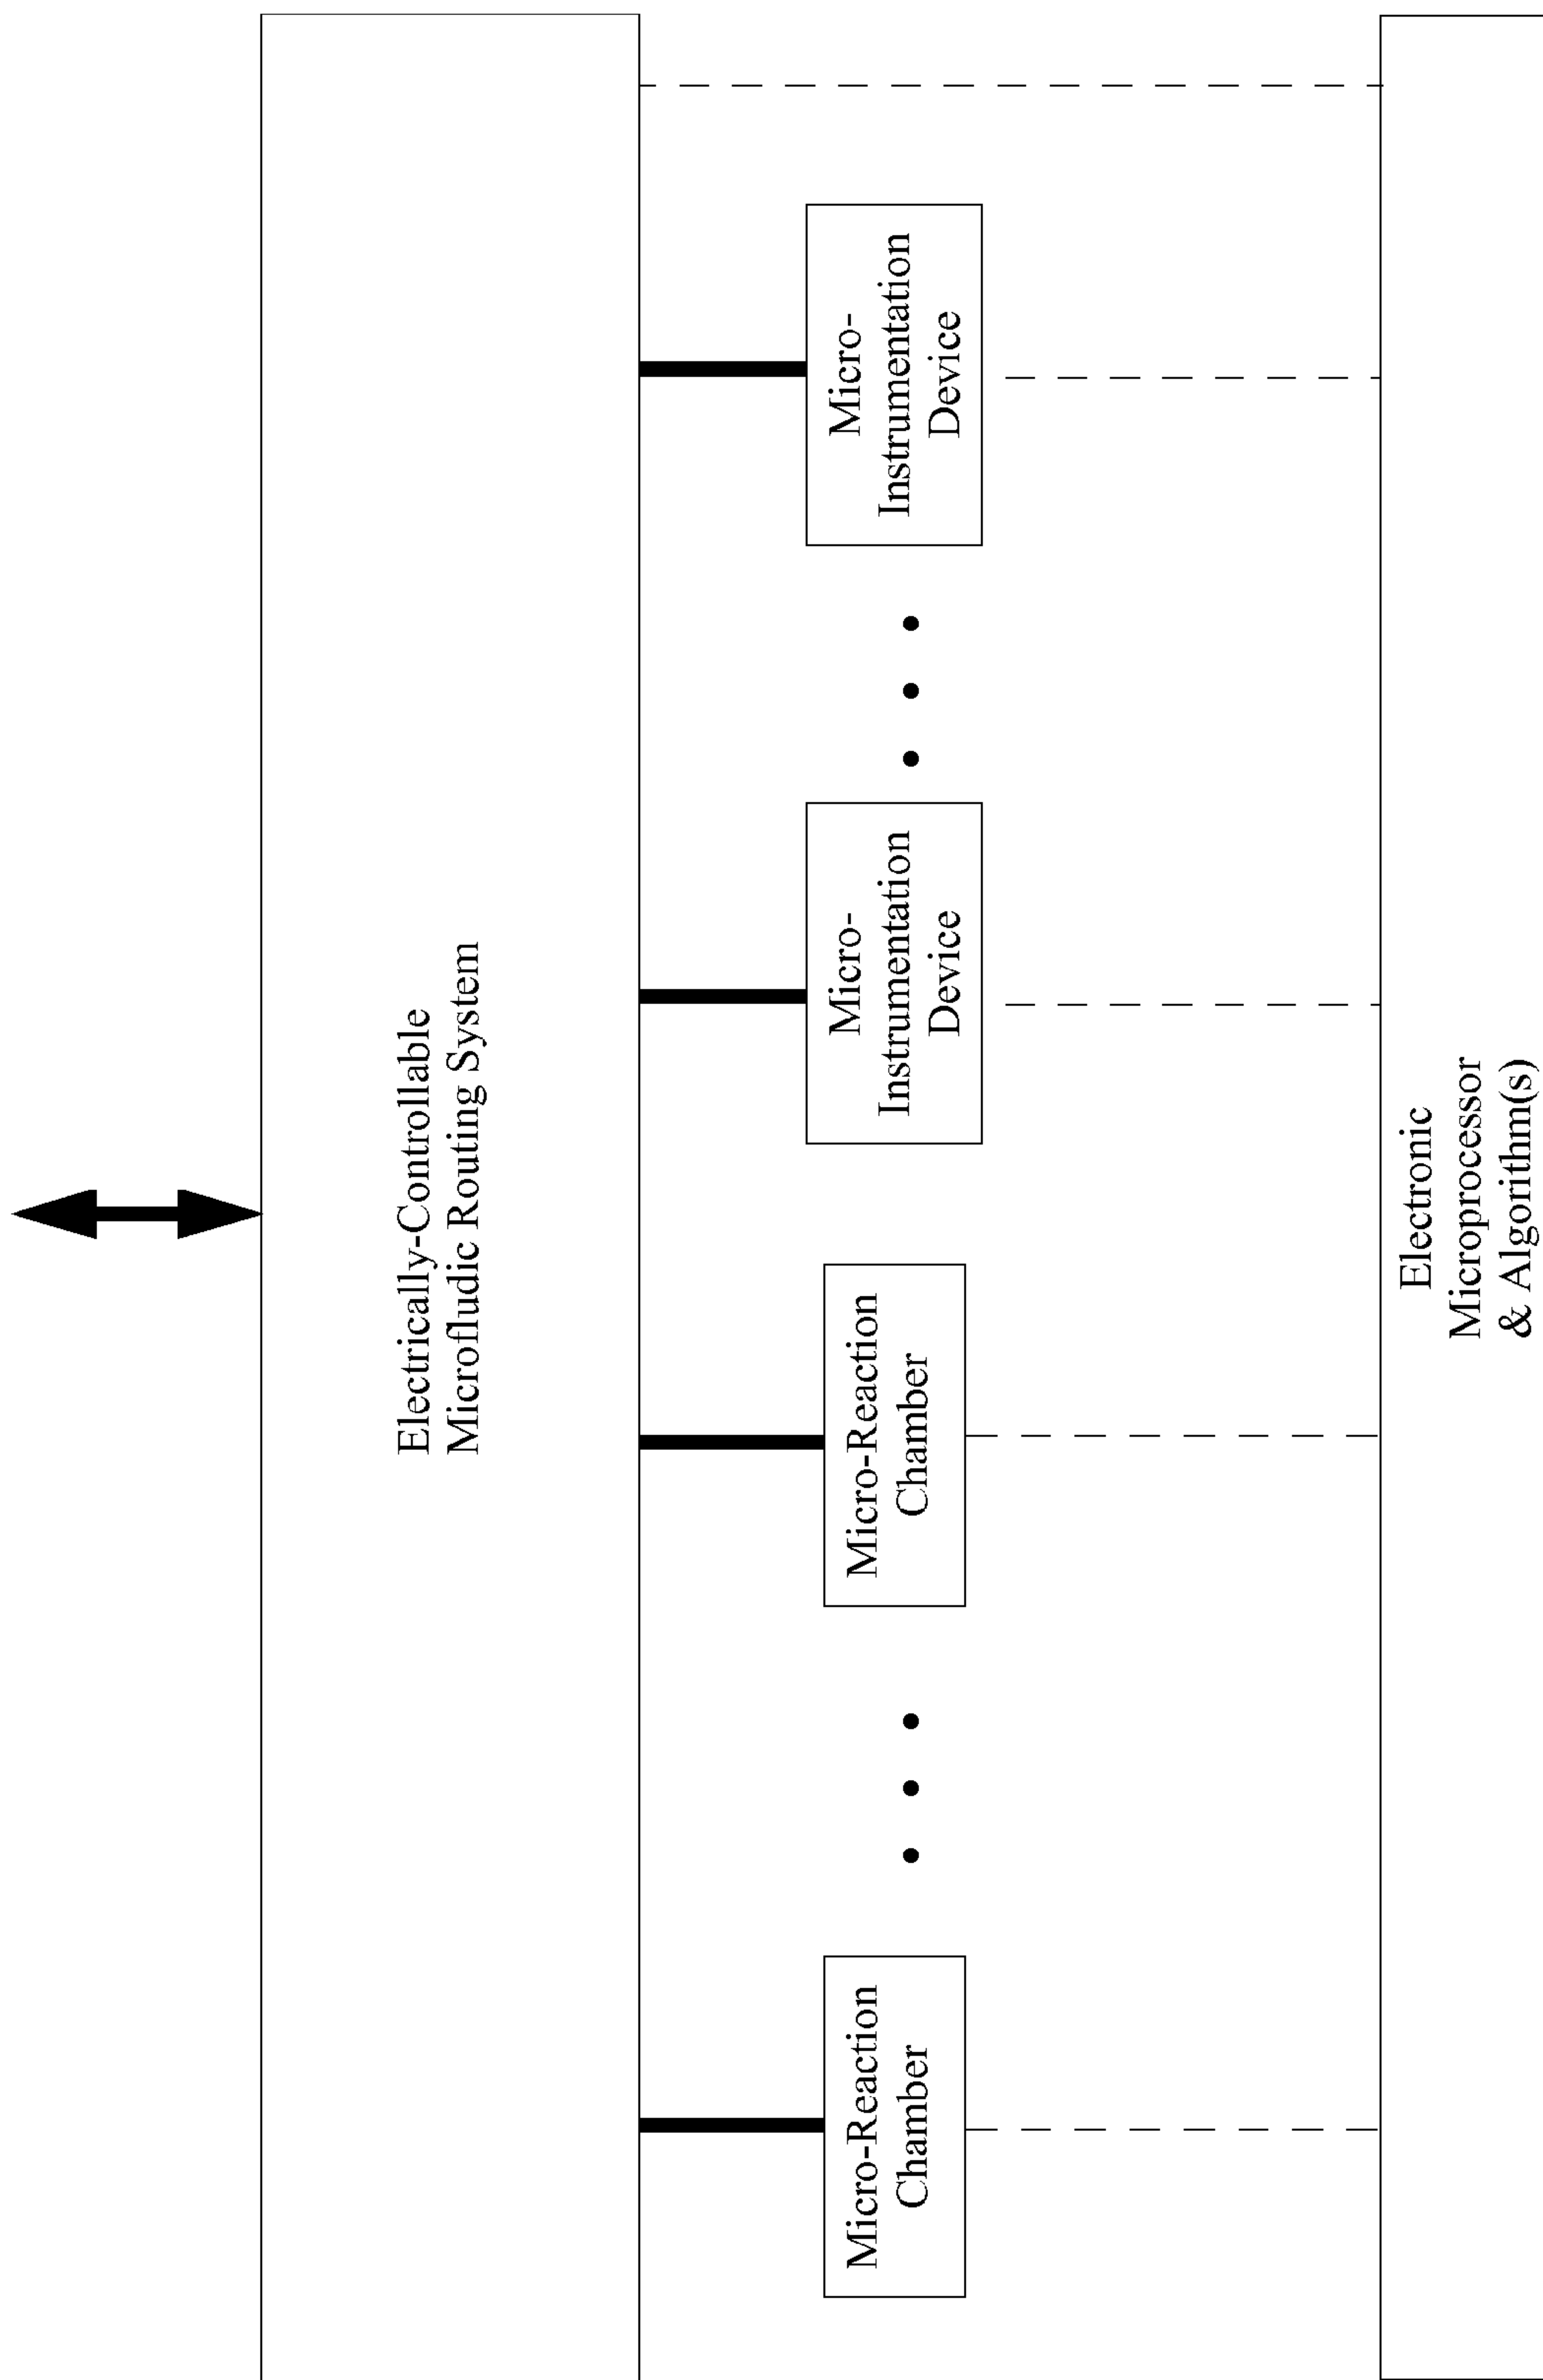 Electrically-Controllable
Microfludic Routing System
Micro-Reaction
Chamber
Micro-Reaction
Chamber
Micro-
Instrumentation
Device
Micro-
Instrumentation
Device
Electronic
Microprocessor
& Algorithm(s)